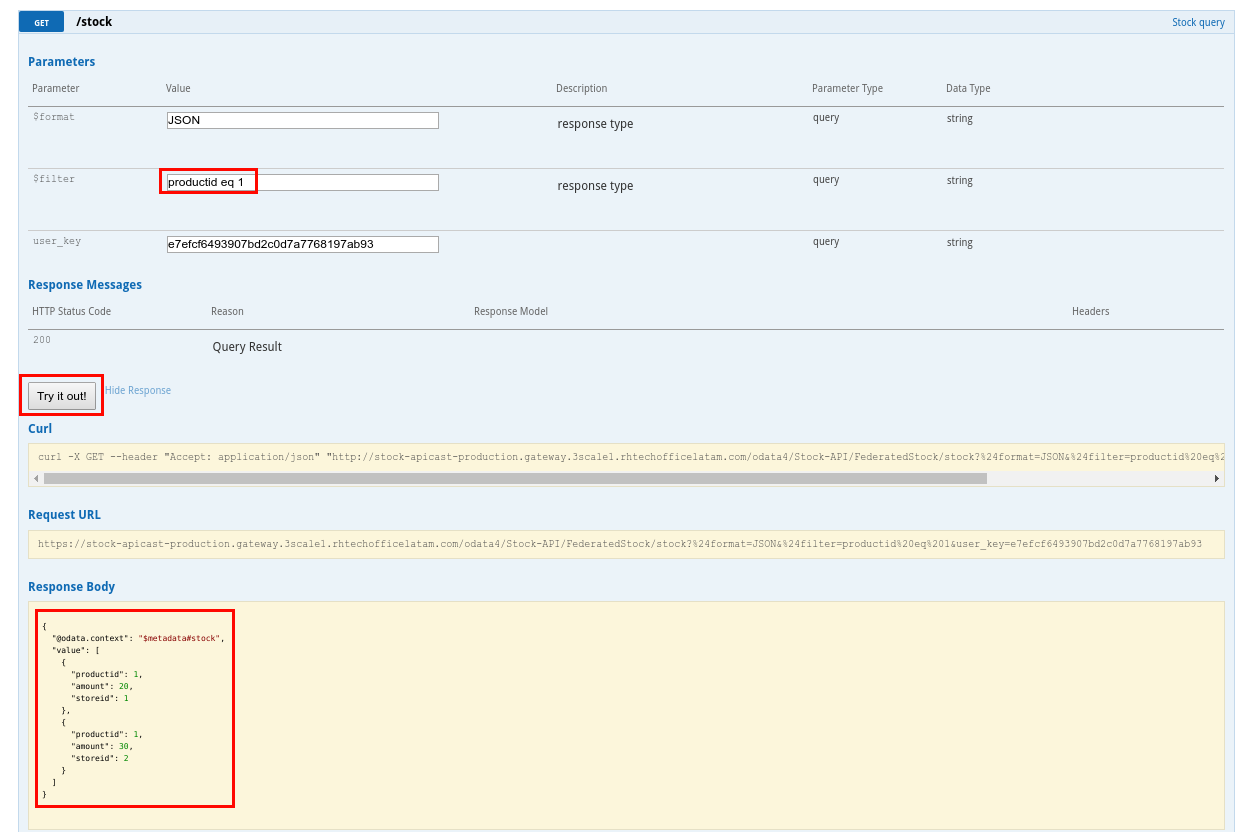 GET /stock Stock query
Parameters
Parameter Value Description Parameter Type Data Type
$format JSON response type query string
$filter productid eq 1 response type query string
user_key e7efcf6493907bd2c0d7a7768197ab93 query string
Response Messages
HTTP Status Code Reason Response Model Headers
200 Query Result
Try it out! Hide Response
Curl
curl -X GET --header "Accept: application/json" "http://stock-apicast-production.gateway.3scale1.rhtechofficelatam.com/odata4/Stock-API/FederatedStock/stock?%24format=JSON&%24filter=productid%20eq%2
Request URL
https://stock-apicast-production.gateway.3scale1.rhtechofficelatam.com/odata4/Stock-API/FederatedStock/stock?%24format=JSON&%24filter=productid%20eq%201&user_key=e7efcf6493907bd2c0d7a7768197ab93
Response Body
{
"@odata.context": "$metadata#stock",
"value": [
{
"productid": 1,
"amount": 20,
"storeid": 1
},
{
"productid": 1,
"amount": 30,
"storeid": 2
}
]
}